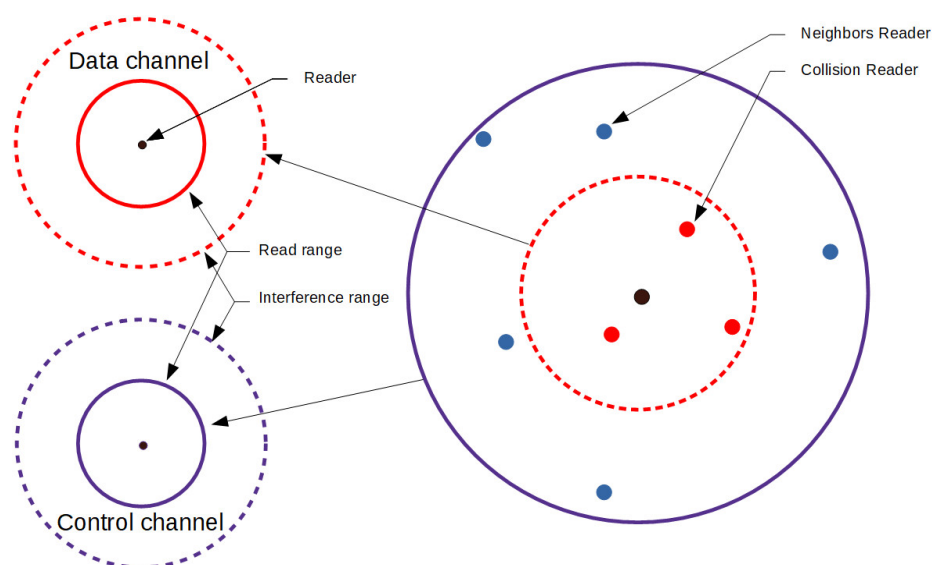 Neighbors Reader
Data channel
Collision Reader
Reader
Read range
Interference range
Control channel